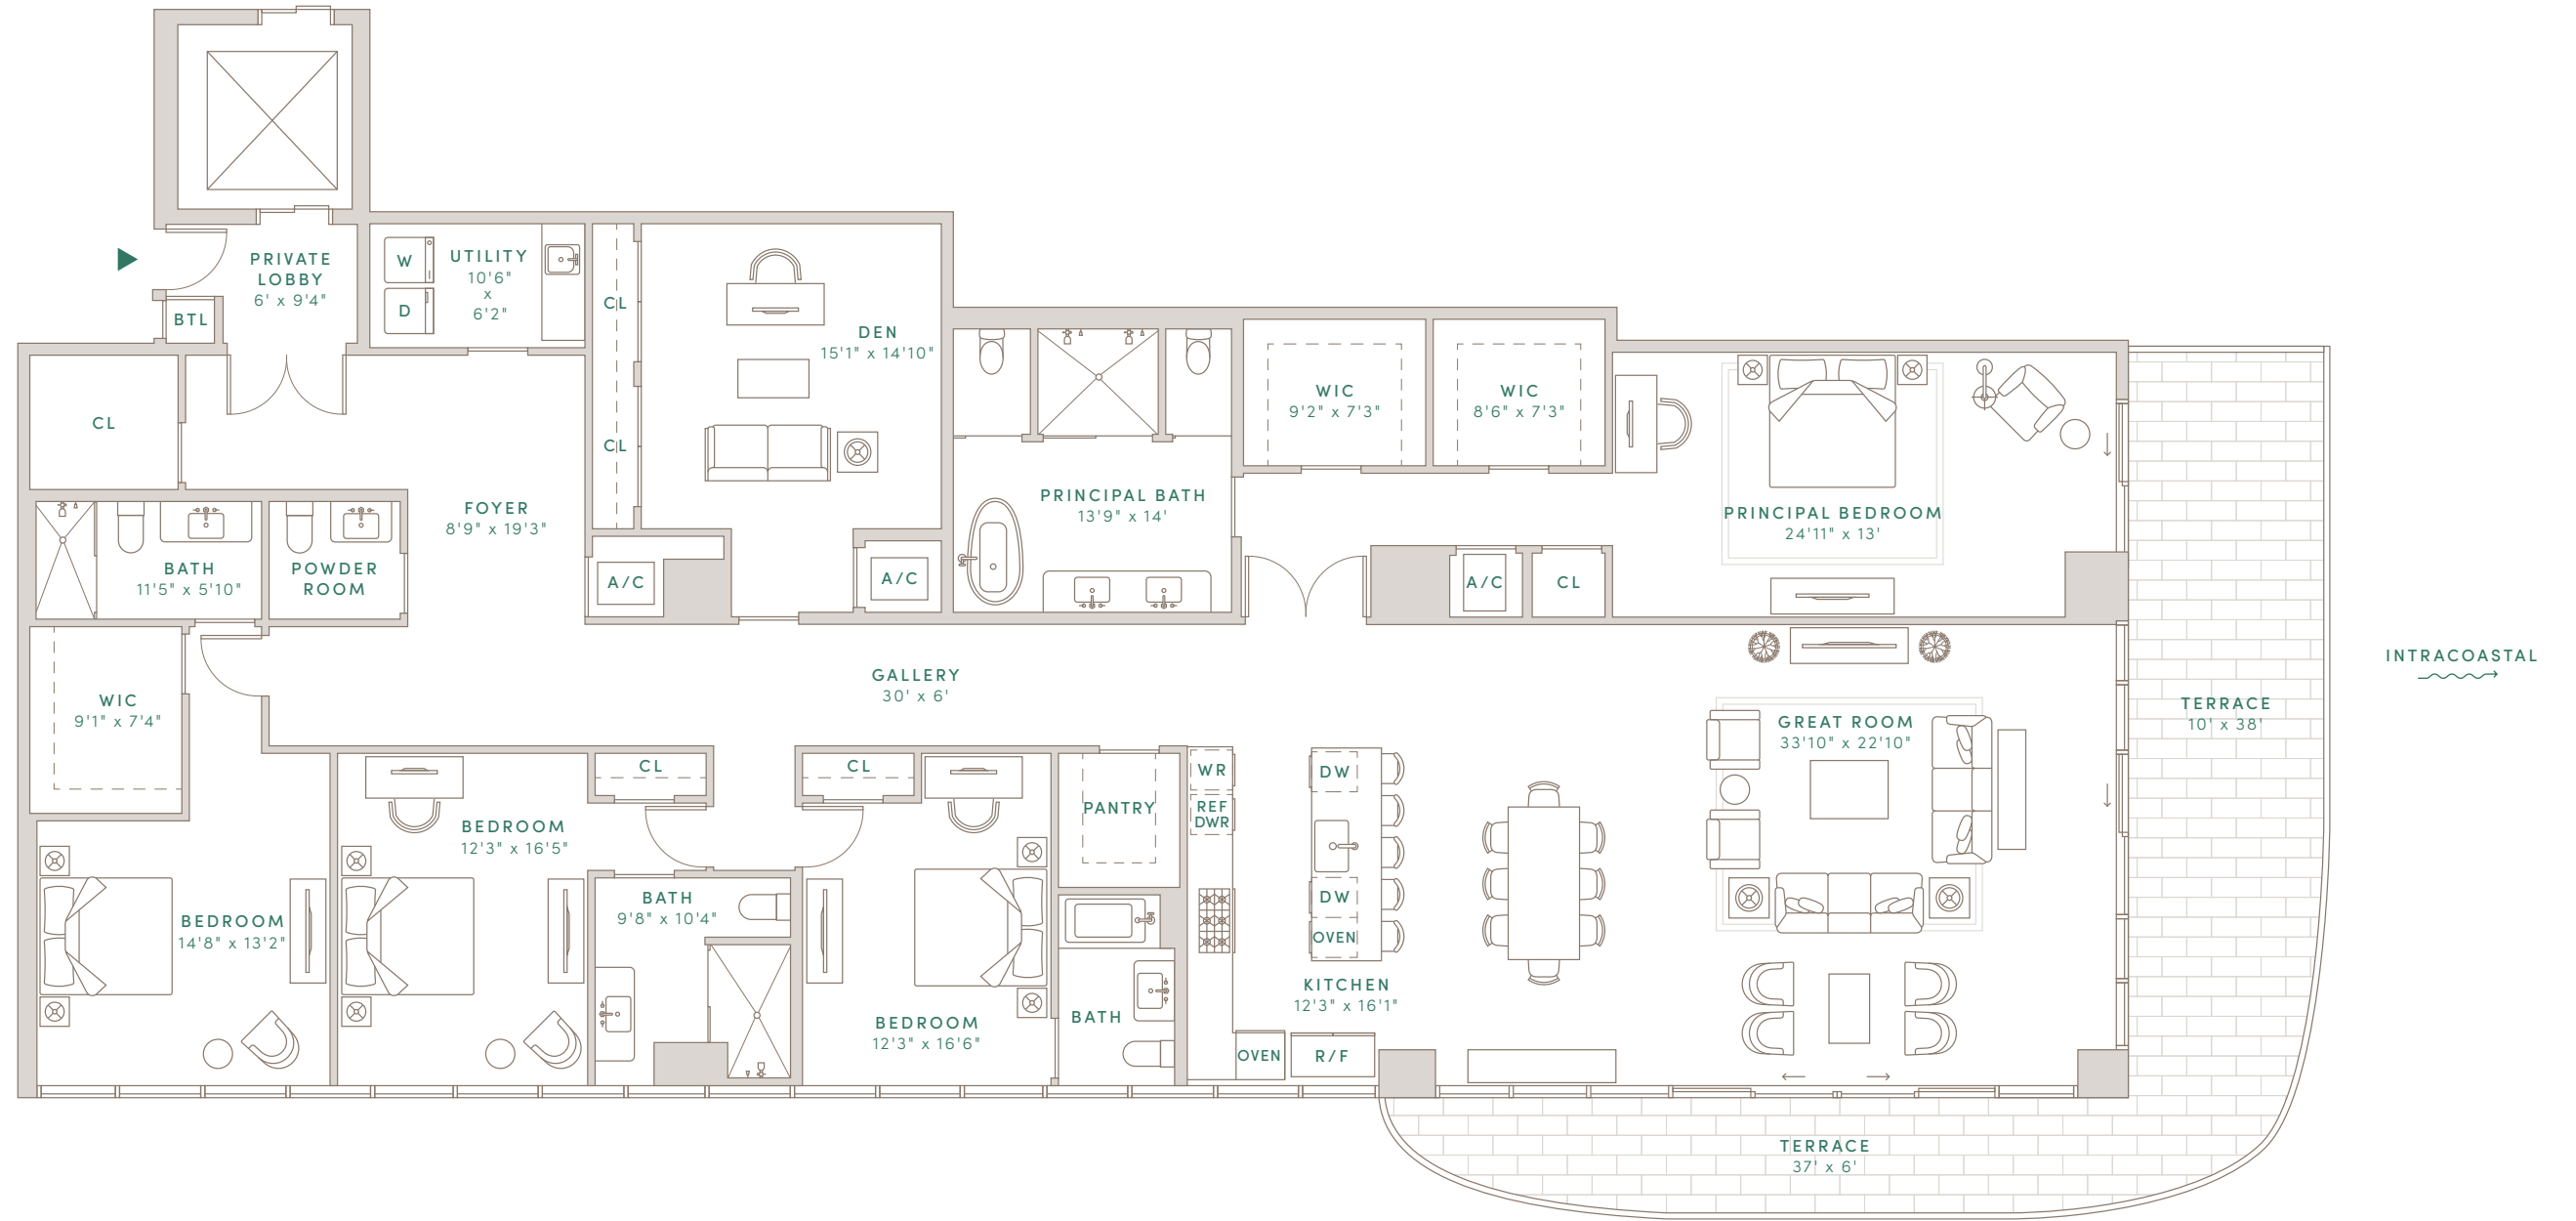 PRIVATE
LOBBY
6' x 9'4"
BTL
W
D
UTILITY
10'6"
x
6'2"
CL
CL
DEN
15'1" x 14'10"
CL
FOYER
8'9" x 19'3"
BATH
11'5" x 5'10"
POWDER
ROOM
A/C
A/C
PRINCIPAL BATH
13'9" x 14'
WIC
9'2" x 7'3"
WIC
8'6" x 7'3"
PRINCIPAL BEDROOM
24'11" x 13'
A/C
CL
WIC
9'1" x 7'4"
GALLERY
30' x 6'
GREAT ROOM
33'10" x 22'10"
TERRACE
10' x 38'
INTRACOASTAL
BEDROOM
14'8" x 13'2"
BEDROOM
12'3" x 16'5"
CL
CL
BATH
9'8" x 10'4"
BEDROOM
12'3" x 16'6"
PANTRY
BATH
WR
REF
DWR
DW
DW
OVEN
KITCHEN
12'3" x 16'1"
OVEN
R/F
TERRACE
37' x 6'